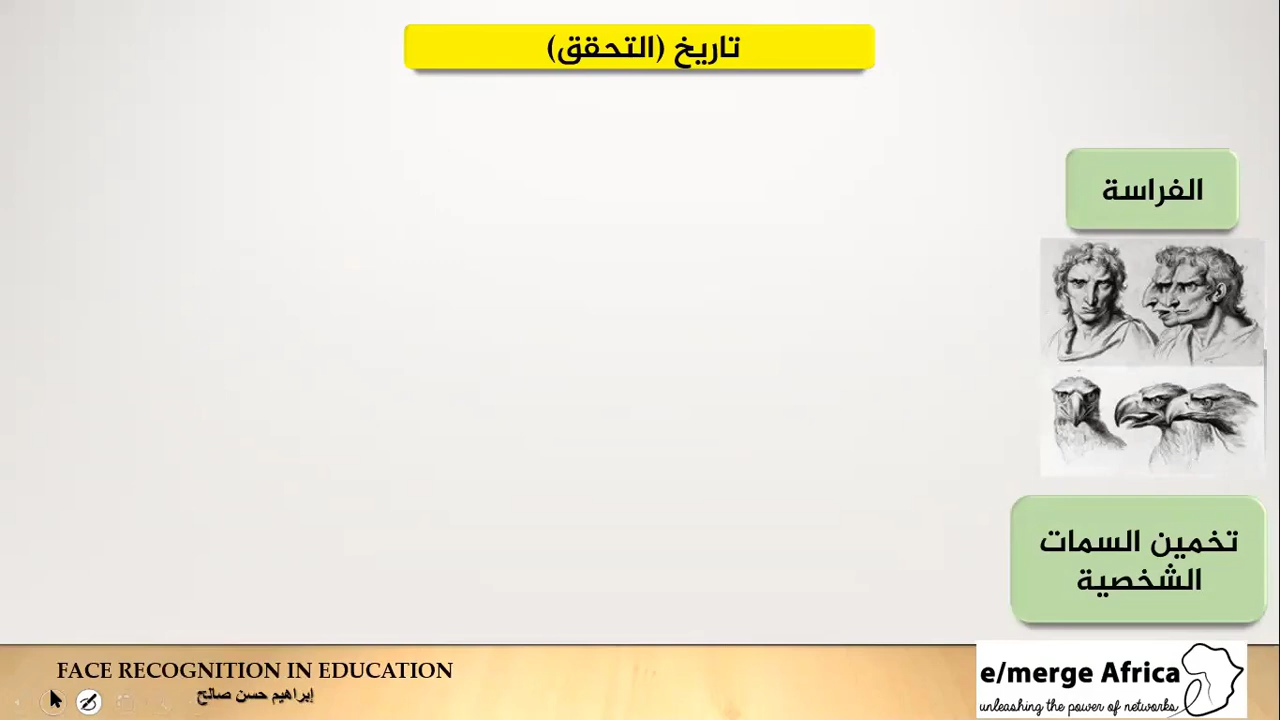 تاريخ (التحقق)
الفراسة
تخمين السمات
الشخصية
FACE RECOGNITION IN EDUCATION
إبراهيم حسن صالح
e/merge Africa
unleashing the power of networks